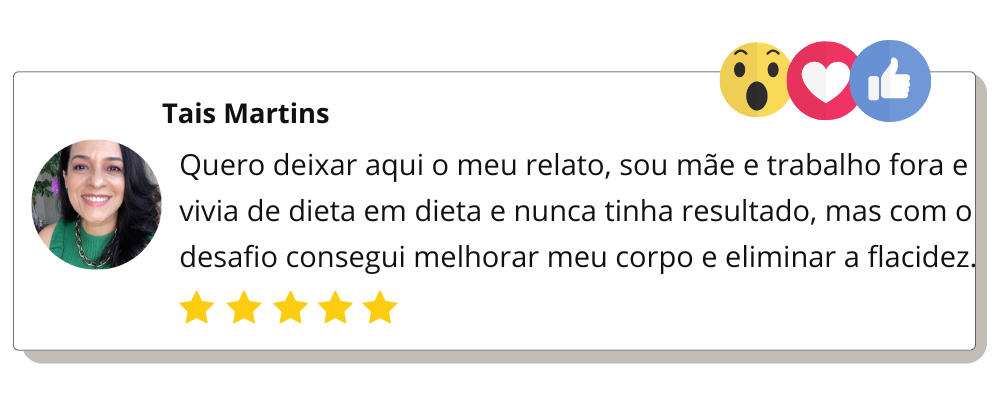 Tais Martins
Quero deixar aqui o meu relato, sou mãe e trabalho fora e
vivia de dieta em dieta e nunca tinha resultado, mas com o
desafio consegui melhorar meu corpo e eliminar a flacidez.